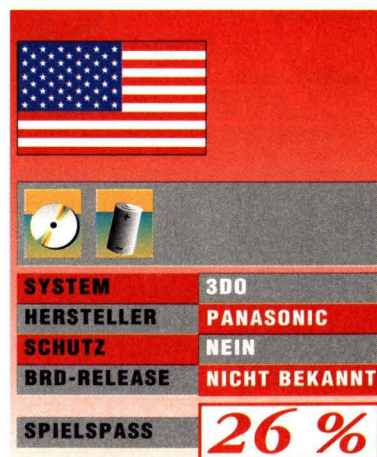 SYSTEM 3DO
HERSTELLER PANASONIC
SCHUTZ NEIN
BRD-RELEASE NICHT BEKANNT
SPIELSPASS 26 %